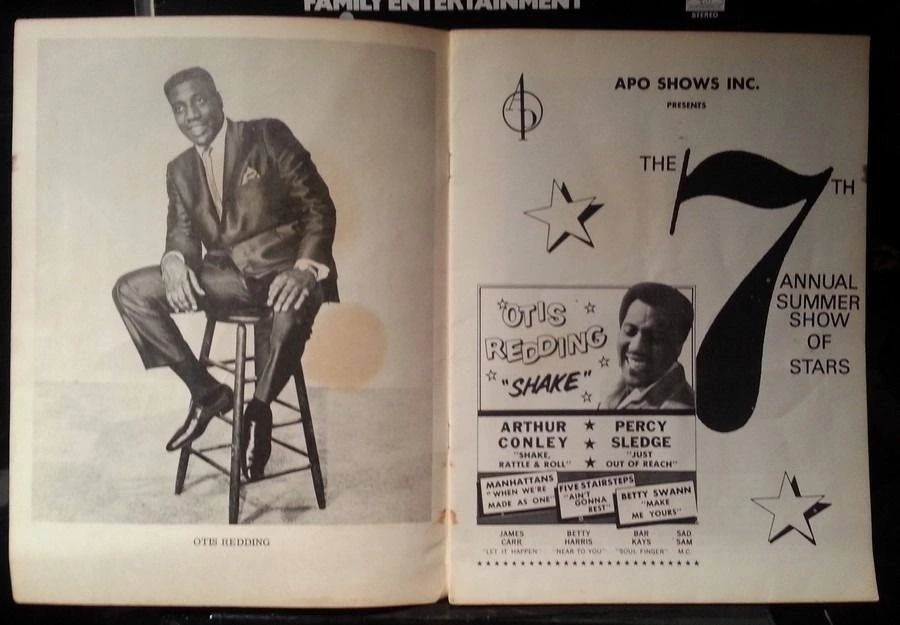 FAMILY ENTERTAINMENT
STEREO
OTIS REDDING
AP
APO SHOWS INC.
PRESENTS
THE 7TH
ANNUAL
SUMMER
SHOW
OF
STARS
OTIS
REDDING
"SHAKE"
ARTHUR
CONLEY
"SHAKE,
RATTLE & ROLL"
PERCY
SLEDGE
"JUST
OUT OF REACH"
MANHATTANS
"WHEN WE'RE
MADE AS ONE"
FIVE STAIRSTEPS
"AIN'T
GONNA
REST"
BETTY SWANN
"MAKE
ME YOURS"
JAMES
CARR
"LET IT HAPPEN"
BETTY
HARRIS
"NEAR TO YOU"
BAR
KAYS
"SOUL FINGER"
SAD
SAM
M.C.